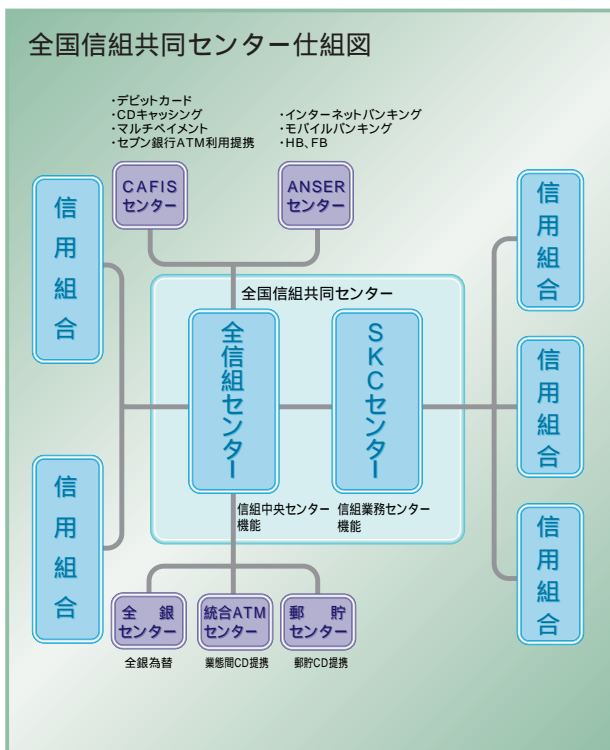 全国信組共同センター仕組図
・デビットカード
・CDキャッシング
・マルチペイメント
・セブン銀行ATM利用提携
・インターネットバンキング
・モバイルバンキング
・HB、FB
CAFIS
センター
ANSER
センター
信用組合
信用組合
全国信組共同センター
全信組センター
SKCセンター
信組中央センター
機能
信組業務センター
機能
信用組合
信用組合
信用組合
全銀
センター
統合ATM
センター
郵貯
センター
全銀為替
業態間CD提携
郵貯CD提携